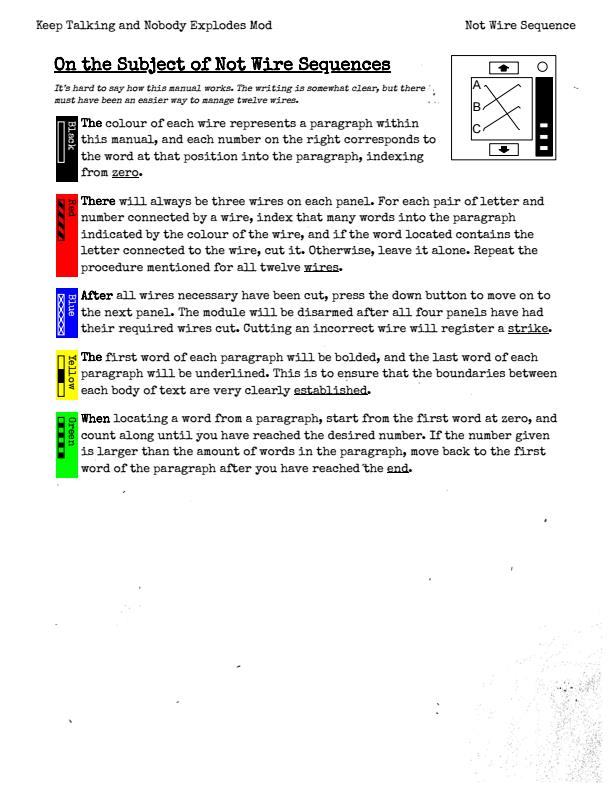 Keep Talking and Nobody Explodes Mod
Not Wire Sequence
On the Subject of Not Wire Sequences
It's hard to say how this manual works. The writing is somewhat clear, but there
must have been an easier way to manage twelve wires.
A
B
C
Black
The colour of each wire represents a paragraph within
this manual, and each number on the right corresponds to
the word at that position into the paragraph, indexing
from zero.
Red
There will always be three wires on each panel. For each pair of letter and
number connected by a wire, index that many words into the paragraph
indicated by the colour of the wire, and if the word located contains the
letter connected to the wire, cut it. Otherwise, leave it alone. Repeat the
procedure mentioned for all twelve wires.
Blue
After all wires necessary have been cut, press the down button to move on to
the next panel. The module will be disarmed after all four panels have had
their required wires cut. Cutting an incorrect wire will register a strike.
Yellow
The first word of each paragraph will be bolded, and the last word of each
paragraph will be underlined. This is to ensure that the boundaries between
each body of text are very clearly established.
Green
When locating a word from a paragraph, start from the first word at zero, and
count along until you have reached the desired number. If the number given
is larger than the amount of words in the paragraph, move back to the first
word of the paragraph after you have reached the end.